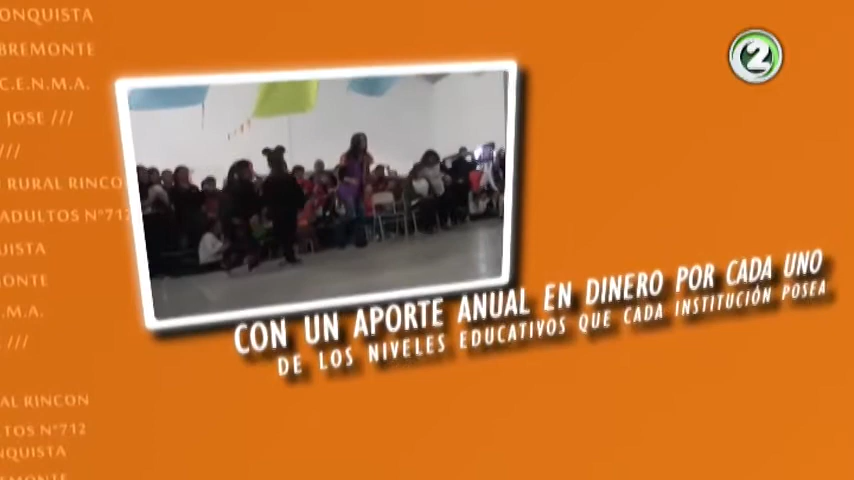 ONQUISTA
BREMONTE
C.E.N.M.A.
JOSE ///
///
RURAL RINCO
ADULTOS N°712
UISTA
MONTE
.M.A.
///
AL RINCON
TOS N°712
NQUISTA
2
CON UN APORTE ANUAL EN DINERO POR CADA UNO
DE LOS NIVELES EDUCATIVOS QUE CADA INSTITUCIÓN POSEA